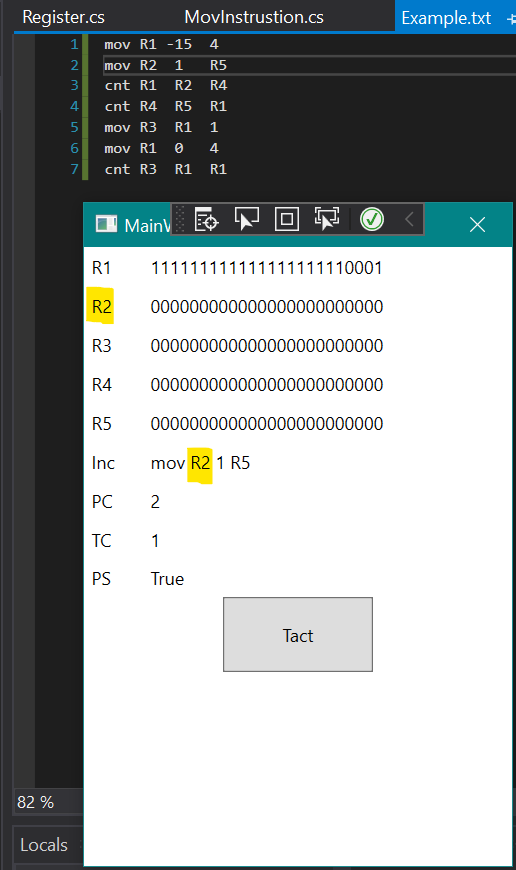 Register.cs MovInstrustion.cs Example.txt
1 mov R1 -15 4
2 mov R2 1 R5
3 cnt R1 R2 R4
4 cnt R4 R5 R1
5 mov R3 R1 1
6 mov R1 0 4
7 cnt R3 R1 R1
MainW
R1 111111111111111111110001
R2 000000000000000000000000
R3 000000000000000000000000
R4 000000000000000000000000
R5 000000000000000000000000
Inc mov R2 1 R5
PC 2
TC 1
PS True
Tact
82 %
Locals